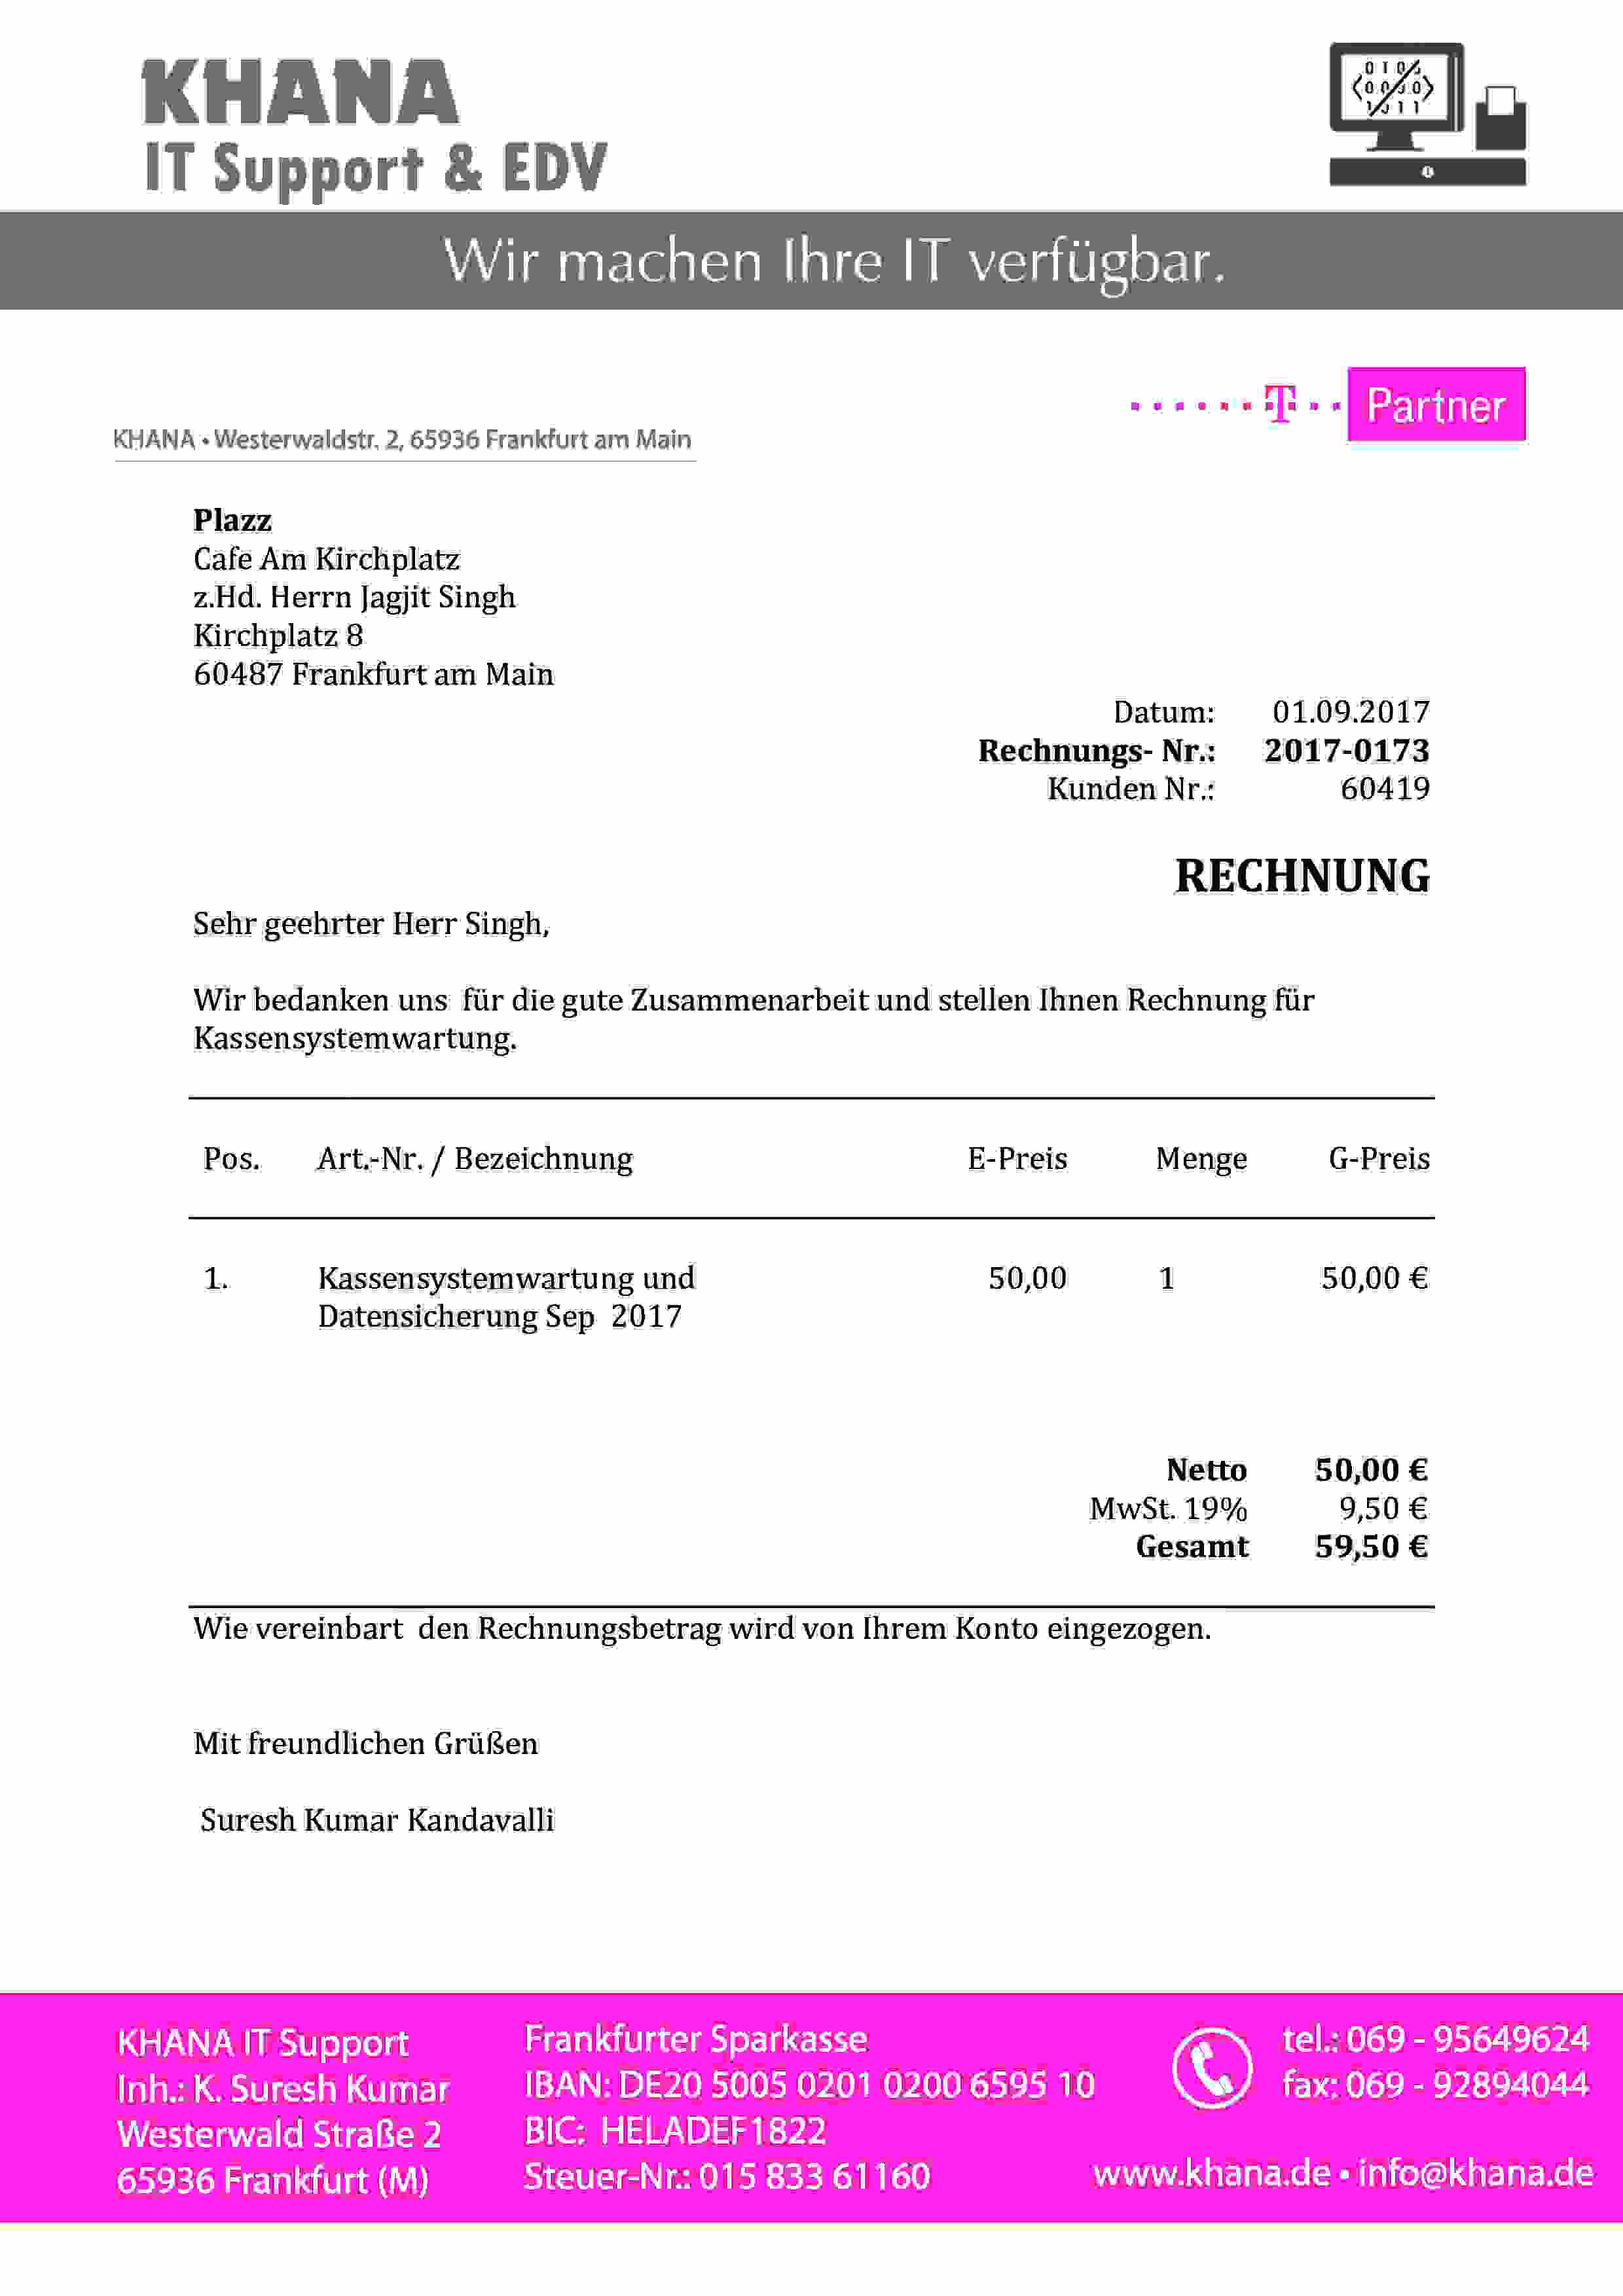 KHANA
IT Support & EDV
Wir machen Ihre IT verfügbar.
T Partner
KHANA • Westerwaldstr. 2, 65936 Frankfurt am Main
Plazz
Cafe Am Kirchplatz
z.Hd. Herrn Jagjit Singh
Kirchplatz 8
60487 Frankfurt am Main
Datum: 01.09.2017
Rechnungs- Nr.: 2017-0173
Kunden Nr.: 60419
RECHNUNG
Sehr geehrter Herr Singh,
Wir bedanken uns für die gute Zusammenarbeit und stellen Ihnen Rechnung für
Kassensystemwartung.
Pos. Art.-Nr. / Bezeichnung E-Preis Menge G-Preis
1. Kassensystemwartung und 50,00 1 50,00 €
Datensicherung Sep 2017
Netto 50,00 €
MwSt. 19% 9,50 €
Gesamt 59,50 €
Wie vereinbart den Rechnungsbetrag wird von Ihrem Konto eingezogen.
Mit freundlichen Grüßen
Suresh Kumar Kandavalli
KHANA IT Support
Inh.: K. Suresh Kumar
Westerwald Straße 2
65936 Frankfurt (M)
Frankfurter Sparkasse
IBAN: DE20 5005 0201 0200 6595 10
BIC: HELADEF1822
Steuer-Nr.: 015 833 61160
tel.: 069 - 95649624
fax: 069 - 92894044
www.khana.de • info@khana.de